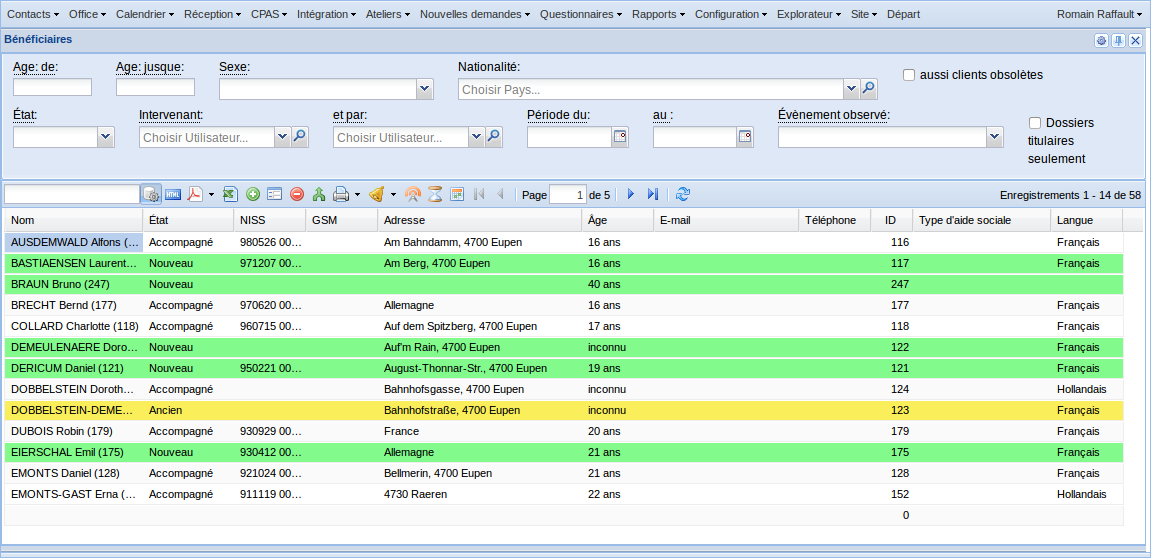 Contacts Office Calendrier Réception CPAS Intégration Ateliers Nouvelles demandes Questionnaires Rapports Configuration Explorateur Site Départ Romain Raffault
Bénéficiaires
Age: de: Age: jusque: Sexe: Nationalité:
Choisir Pays... aussi clients obsolètes
État: Intervenant: et par: Période du: au : Évènement observé:
Choisir Utilisateur... Choisir Utilisateur... Dossiers
titulaires
seulement
HTML Page 1 de 5 Enregistrements 1 - 14 de 58
Nom État NISS GSM Adresse Âge E-mail Téléphone ID Type d'aide sociale Langue
AUSDEMWALD Alfons (... Accompagné 980526 00... Am Bahndamm, 4700 Eupen 16 ans 116 Français
BASTIAENSEN Laurent... Nouveau 971207 00... Am Berg, 4700 Eupen 16 ans 117 Français
BRAUN Bruno (247) Nouveau 40 ans 247
BRECHT Bernd (177) Accompagné 970620 00... Allemagne 16 ans 177 Français
COLLARD Charlotte (118) Accompagné 960715 00... Auf dem Spitzberg, 4700 Eupen 17 ans 118 Français
DEMEULENAERE Doro... Nouveau Auf'm Rain, 4700 Eupen inconnu 122 Français
DERICUM Daniel (121) Nouveau 950221 00... August-Thonnar-Str., 4700 Eupen 19 ans 121 Français
DOBBELSTEIN Doroth... Accompagné Bahnhofsgasse, 4700 Eupen inconnu 124 Hollandais
DOBBELSTEIN-DEME... Ancien Bahnhofstraße, 4700 Eupen inconnu 123 Français
DUBOIS Robin (179) Accompagné 930929 00... France 20 ans 179 Français
EIERSCHAL Emil (175) Nouveau 930412 00... Allemagne 21 ans 175 Français
EMONTS Daniel (128) Accompagné 921024 00... Bellmerin, 4700 Eupen 21 ans 128 Français
EMONTS-GAST Erna (... Accompagné 911119 00... 4730 Raeren 22 ans 152 Hollandais
0